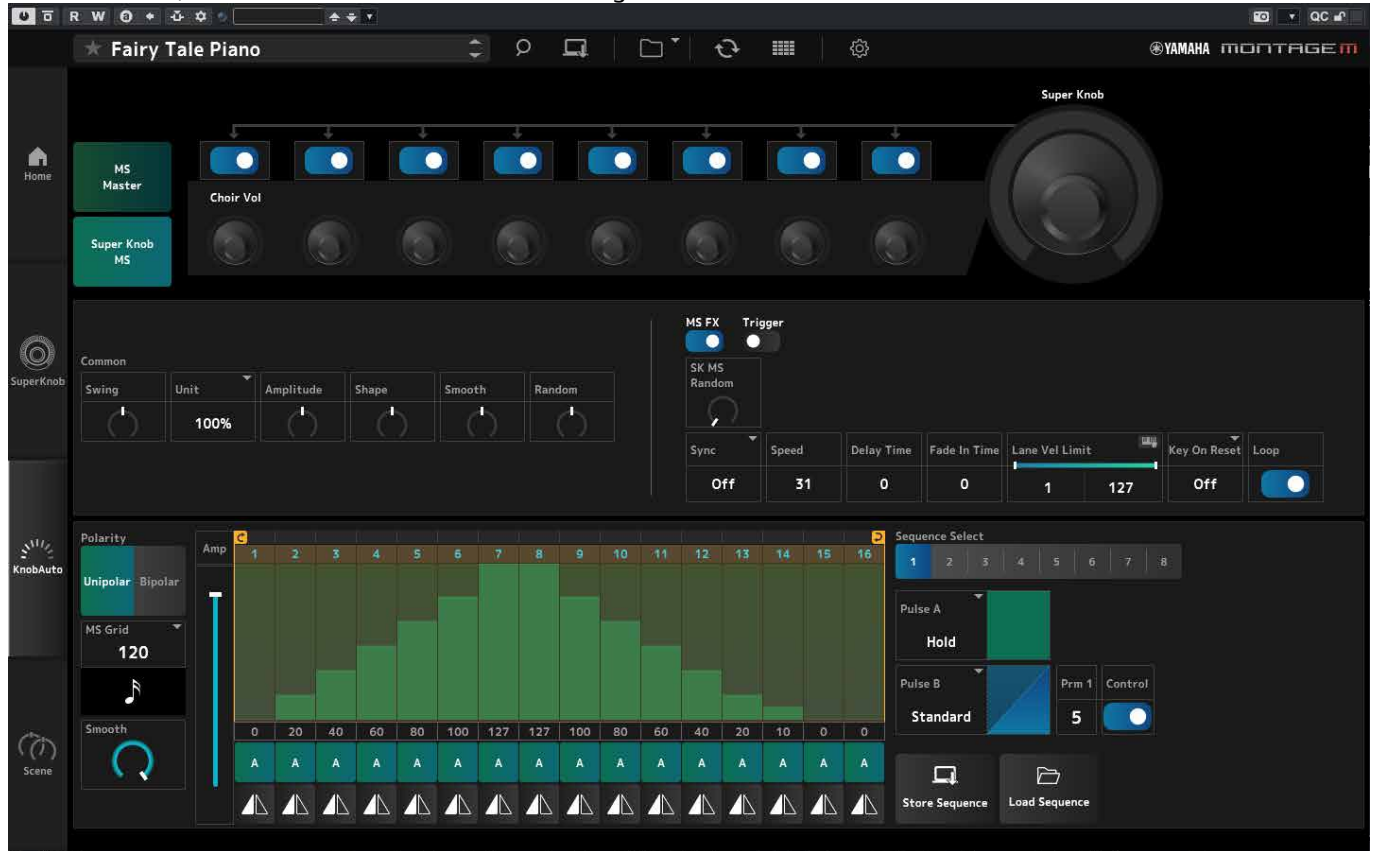 R W
QC
Fairy Tale Piano
YAMAHA MONTAGE M
Super Knob
Home
MS
Master
Choir Vol
Super Knob
MS
MS FX Trigger
SuperKnob
Common
SK MS
Random
Swing Unit Amplitude Shape Smooth Random
100%
Sync Speed Delay Time Fade In Time Lane Vel Limit Key On Reset Loop
Off 31 0 0 1 127 Off
KnobAuto
Polarity
Amp
1 2 3 4 5 6 7 8 9 10 11 12 13 14 15 16
Sequence Select
1 2 3 4 5 6 7 8
Unipolar Bipolar
Pulse A
Hold
MS Grid
120
Pulse B Prm 1 Control
Standard 5
Smooth
0 20 40 60 80 100 127 127 100 80 60 40 20 10 0 0
A A A A A A A A A A A A A A A A
Scene
Store Sequence Load Sequence